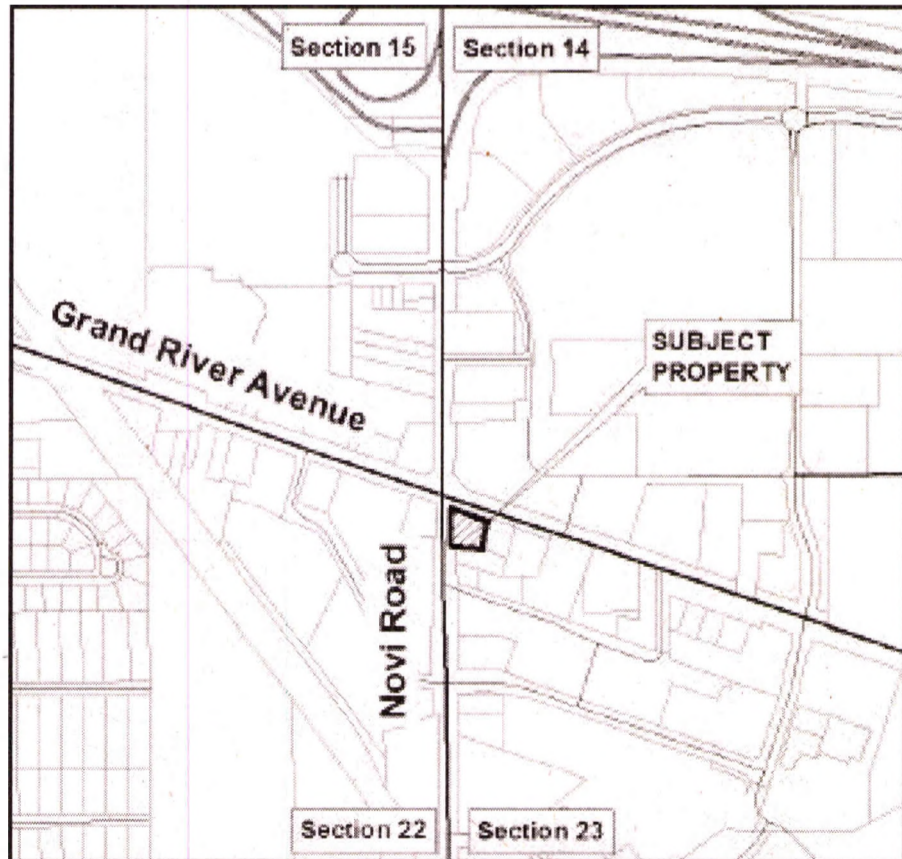 Section 15
Section 14
Grand River Avenue
SUBJECT
PROPERTY
Novi Road
Section 22
Section 23